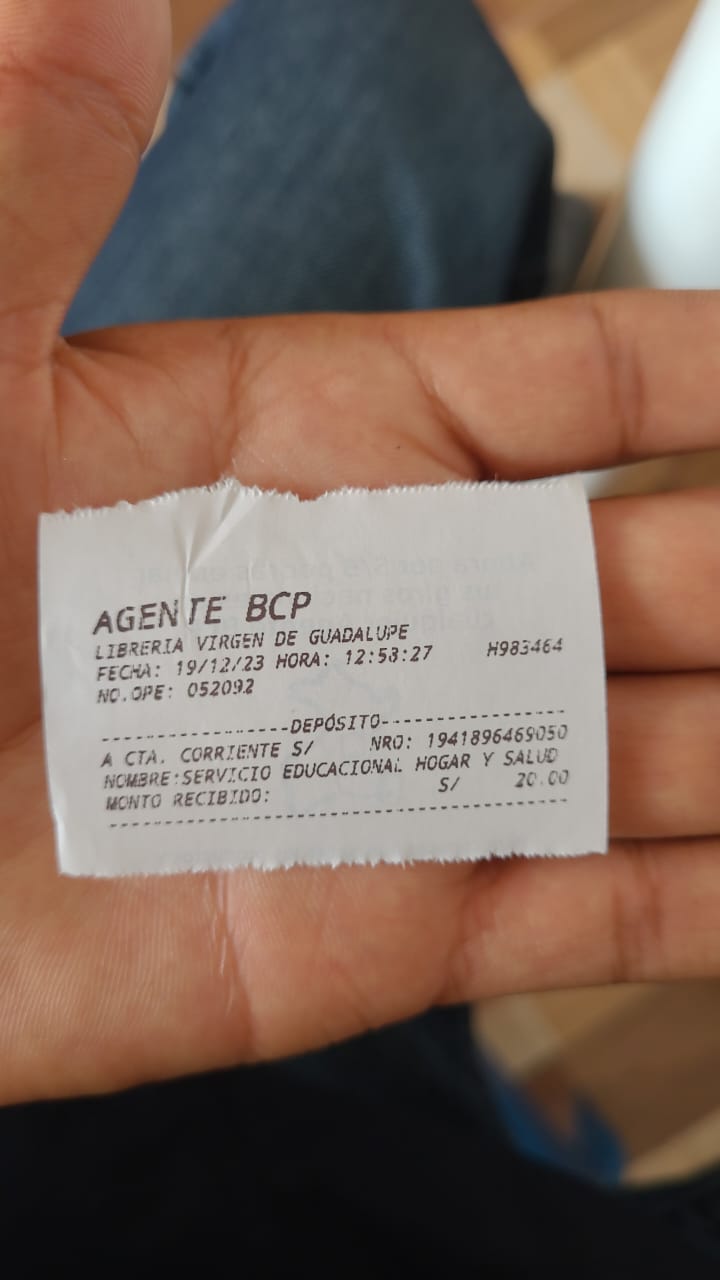 AGENTE BCP
LIBRERIA VIRGEN DE GUADALUPE
FECHA: 19/12/23 HORA: 12:53:27 H983464
NO.OPE: 052092
--------------------DEPÓSITO--------------------
A CTA. CORRIENTE S/ NRO: 1941896469050
NOMBRE:SERVICIO EDUCACIONAL HOGAR Y SALUD
MONTO RECIBIDO: S/ 20.00